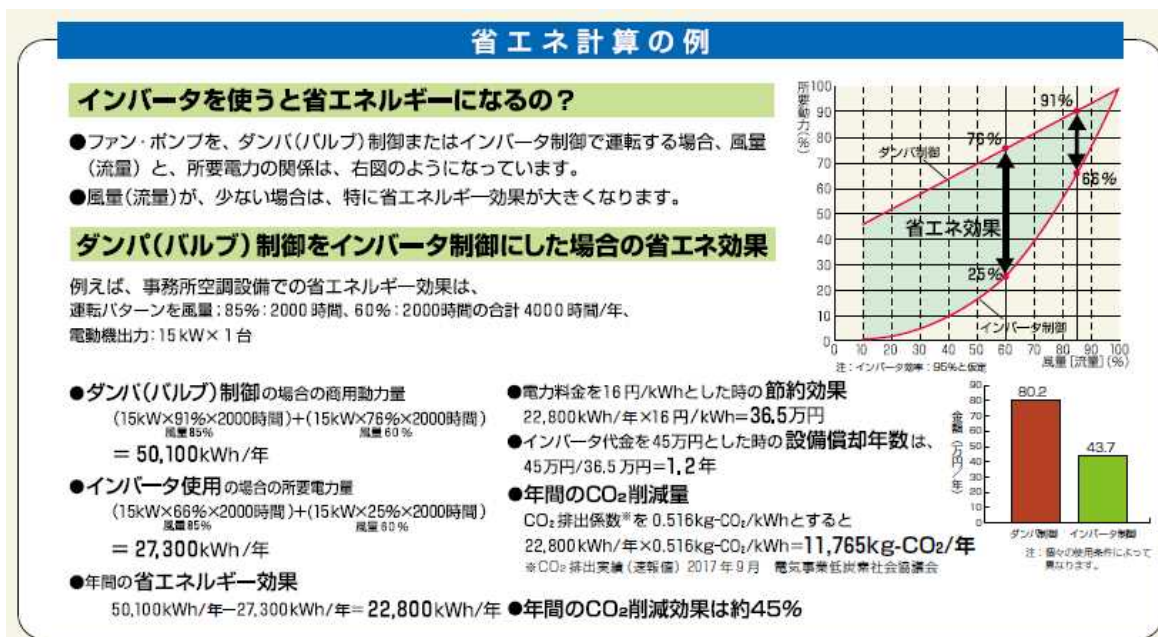 省エネ計算の例
インバータを使うと省エネルギーになるの？
●ファン・ポンプを、ダンパ(バルブ)制御またはインバータ制御で運転する場合、風量
(流量)と、所要電力の関係は、右図のようになっています。
●風量(流量)が、少ない場合は、特に省エネルギー効果が大きくなります。
所要動力(%)
100
90
80
70
60
50
40
30
20
10
0
0 10 20 30 40 50 60 70 80 90 100
風量[流量](%)
91%
76%
ダンパ制御
66%
省エネ効果
25%
インバータ制御
注：インバータ効率：95%と仮定
ダンパ(バルブ)制御をインバータ制御にした場合の省エネ効果
例えば、事務所空調設備での省エネルギー効果は、
運転パターンを風量：85%：2000時間、60%：2000時間の合計4000時間/年、
電動機出力：15kW×1台
●ダンパ(バルブ)制御の場合の商用動力量
(15kW×91%×2000時間)+(15kW×76%×2000時間)
風量85% 風量60%
= 50,100kWh/年
●インバータ使用の場合の所要電力量
(15kW×66%×2000時間)+(15kW×25%×2000時間)
風量85% 風量60%
= 27,300kWh/年
●年間の省エネルギー効果
50,100kWh/年−27,300kWh/年=22,800kWh/年
●電力料金を16円/kWhとした時の節約効果
22,800kWh/年×16円/kWh=36.5万円
●インバータ代金を45万円とした時の設備償却年数は、
45万円/36.5万円=1.2年
●年間のCO₂削減量
CO₂排出係数※を0.516kg-CO₂/kWhとすると
22,800kWh/年×0.516kg-CO₂/kWh=11,765kg-CO₂/年
※CO₂排出実績(速報値)2017年9月 電気事業低炭素社会協議会
●年間のCO₂削減効果は約45%
金額(万円/年)
90
80
70
60
50
40
30
20
10
0
80.2
43.7
ダンパ制御 インバータ制御
注：個々の使用条件によって
異なります。